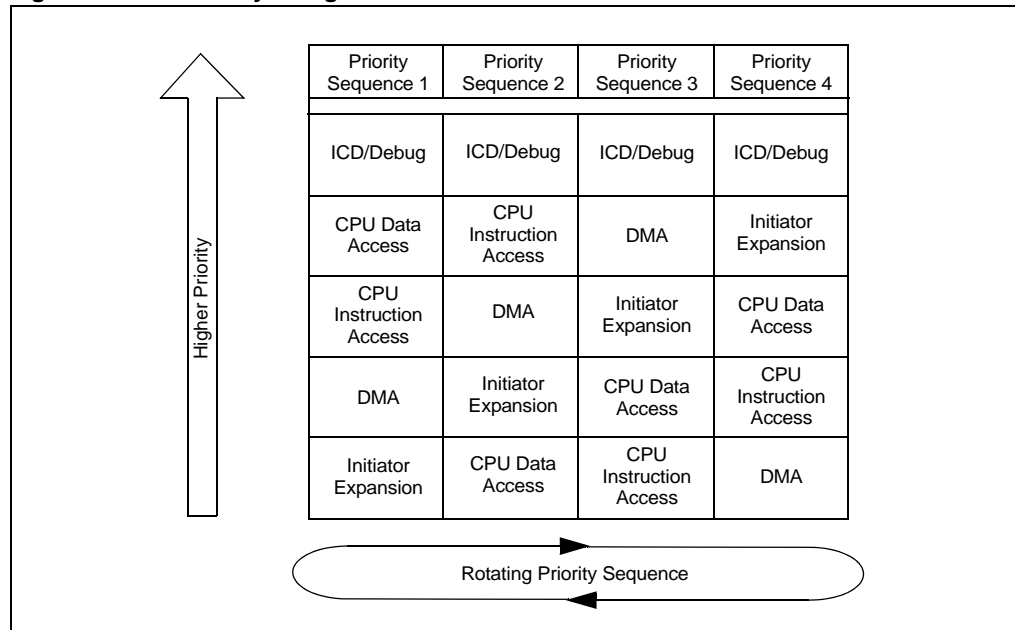 Higher Priority
Priority Sequence 1
Priority Sequence 2
Priority Sequence 3
Priority Sequence 4
ICD/Debug
ICD/Debug
ICD/Debug
ICD/Debug
CPU Data Access
CPU Instruction Access
DMA
Initiator Expansion
CPU Instruction Access
DMA
Initiator Expansion
CPU Data Access
DMA
Initiator Expansion
CPU Data Access
CPU Instruction Access
Initiator Expansion
CPU Data Access
CPU Instruction Access
DMA
Rotating Priority Sequence